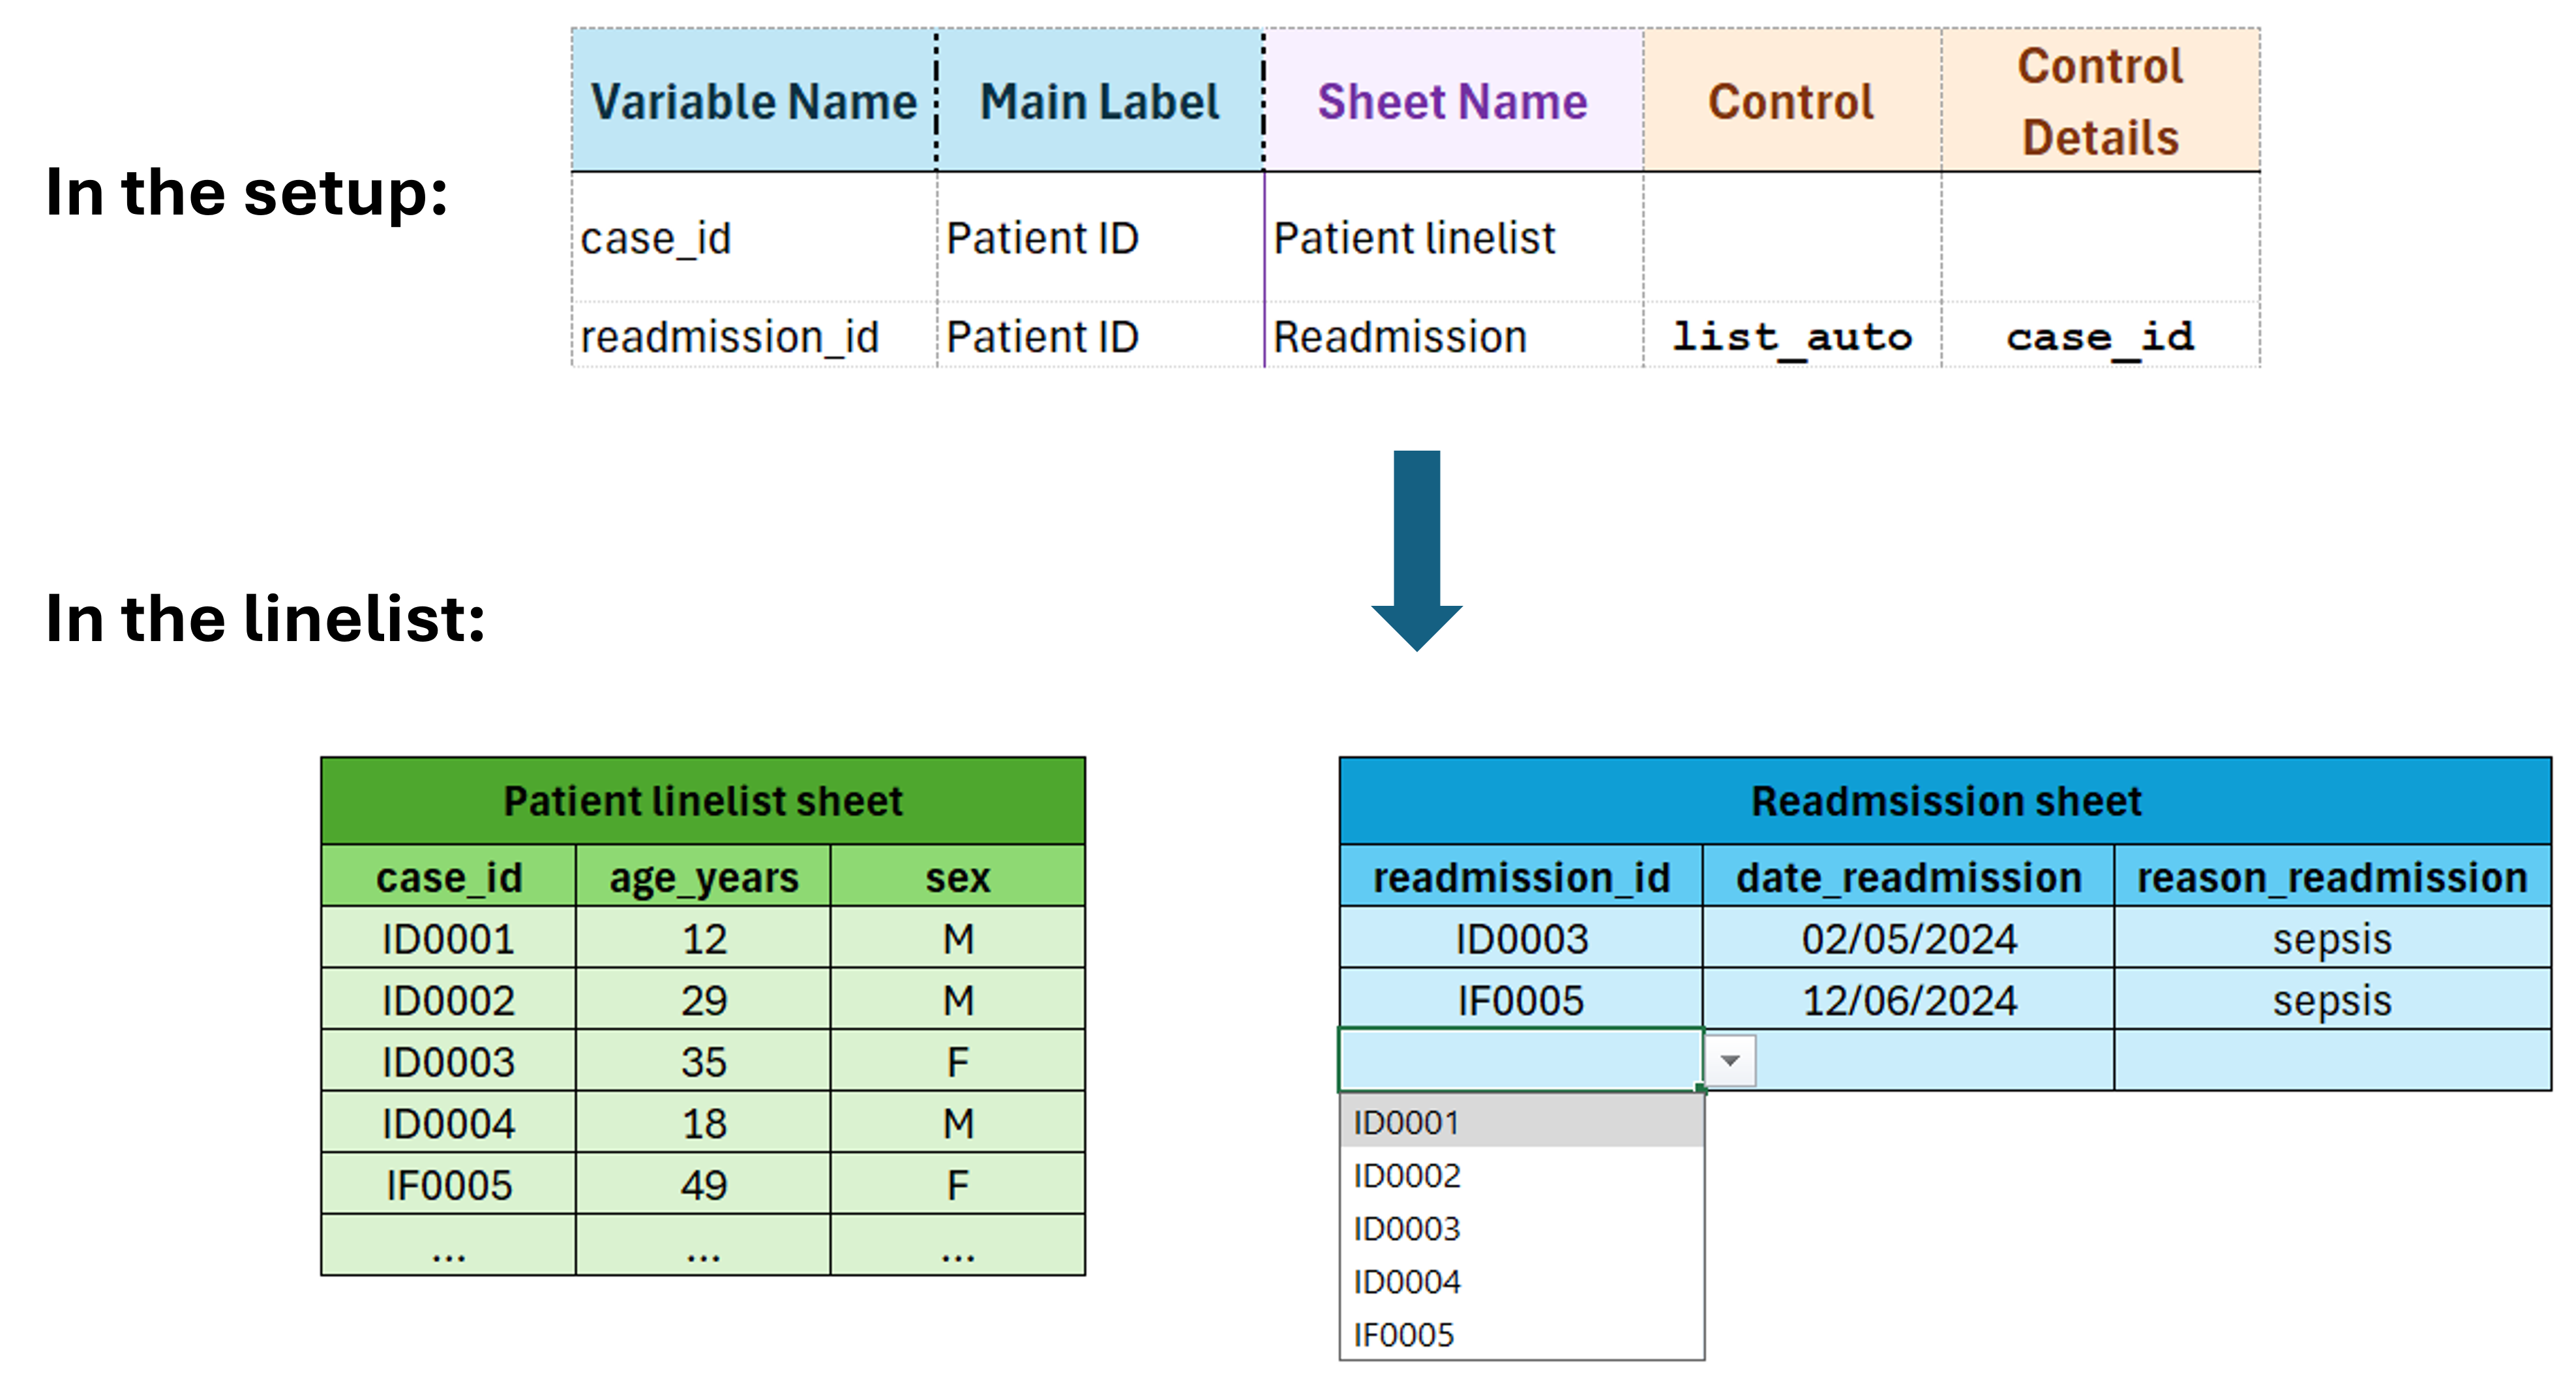 In the setup:
Variable Name Main Label Sheet Name Control Control Details
case_id Patient ID Patient linelist
readmission_id Patient ID Readmission list_auto case_id
In the linelist:
Patient linelist sheet
case_id age_years sex
ID0001 12 M
ID0002 29 M
ID0003 35 F
ID0004 18 M
IF0005 49 F
... ... ...
Readmsission sheet
readmission_id date_readmission reason_readmission
ID0003 02/05/2024 sepsis
IF0005 12/06/2024 sepsis
ID0001
ID0002
ID0003
ID0004
IF0005